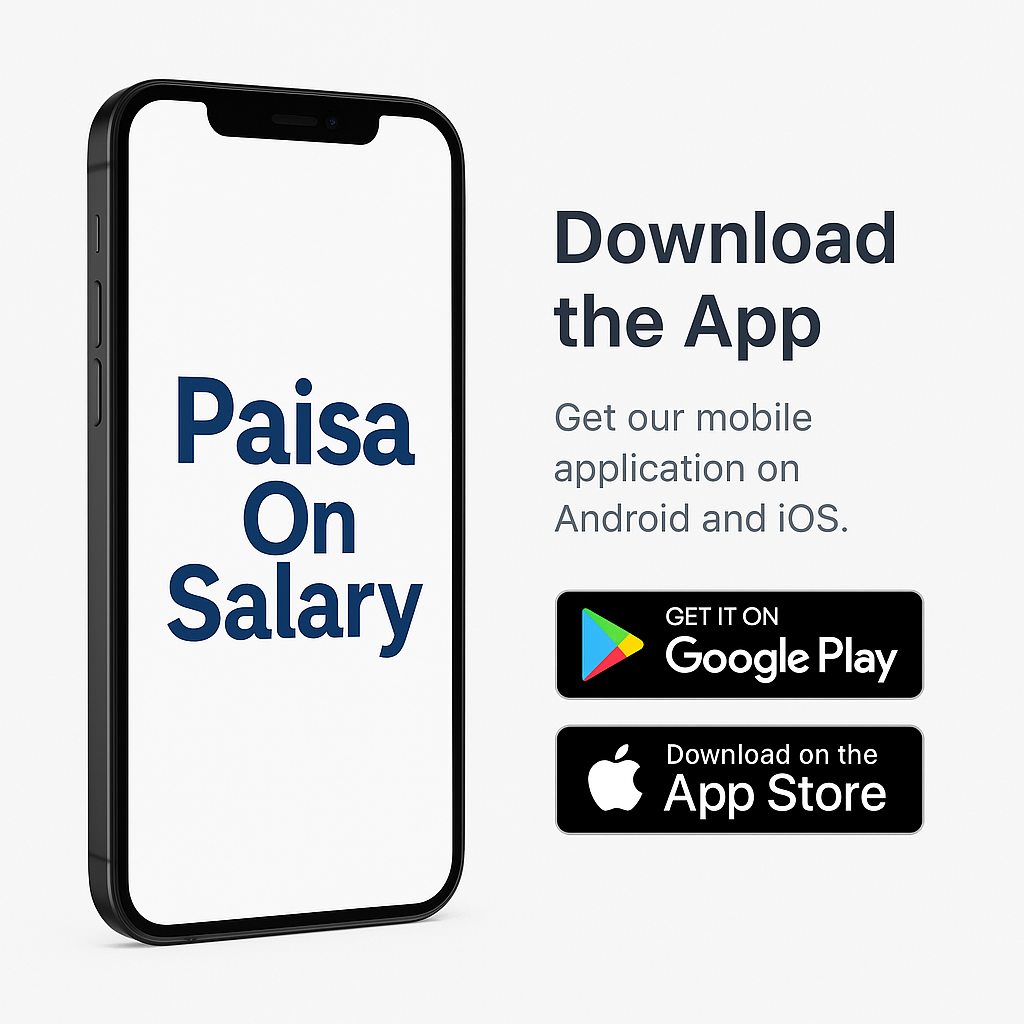 Paisa
On
Salary
Download
the App
Get our mobile
application on
Android and iOS.
GET IT ON
Google Play
Download on the
App Store